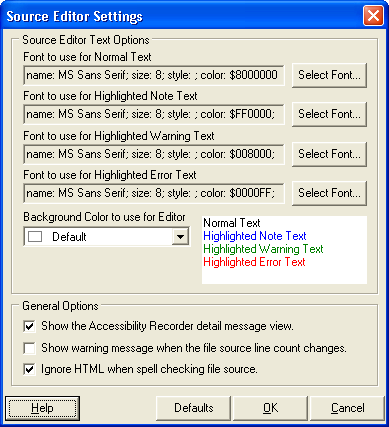 Source Editor Settings
Source Editor Text Options
Font to use for Normal Text
name: MS Sans Serif; size: 8; style: ; color: $8000000
Select Font...
Font to use for Highlighted Note Text
name: MS Sans Serif; size: 8; style: ; color: $FF0000;
Select Font...
Font to use for Highlighted Warning Text
name: MS Sans Serif; size: 8; style: ; color: $008000;
Select Font...
Font to use for Highlighted Error Text
name: MS Sans Serif; size: 8; style: ; color: $0000FF;
Select Font...
Background Color to use for Editor
Default
Normal Text
Highlighted Note Text
Highlighted Warning Text
Highlighted Error Text
General Options
Show the Accessibility Recorder detail message view.
Show warning message when the file source line count changes.
Ignore HTML when spell checking file source.
Help
Defaults
OK
Cancel